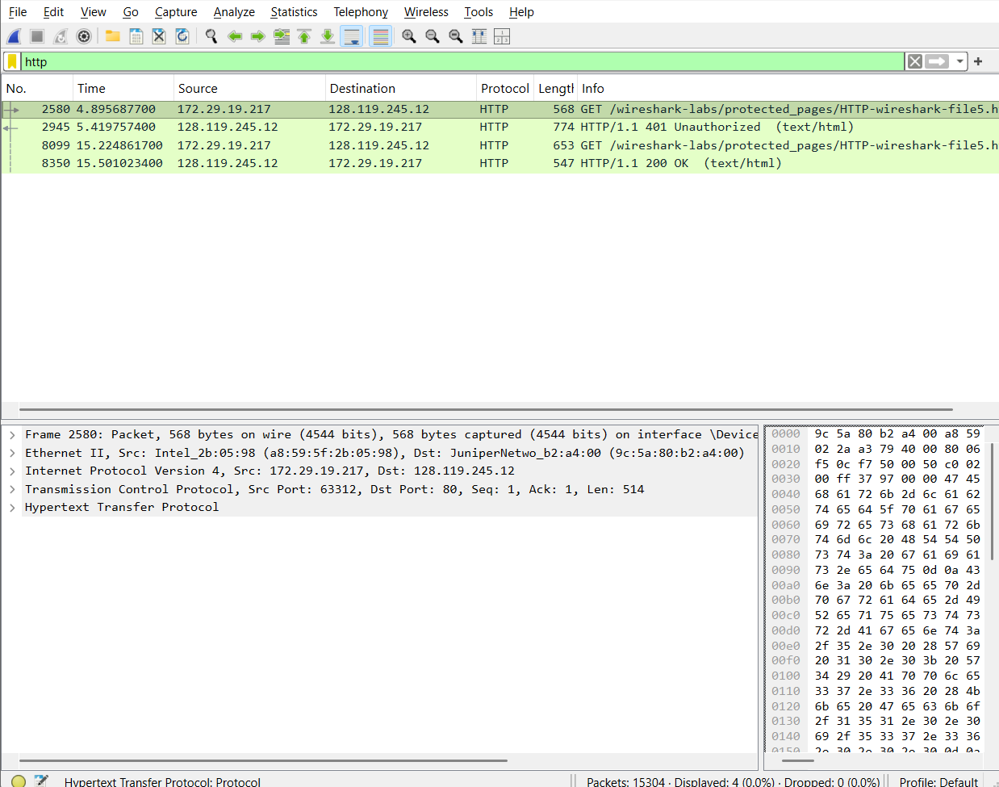 File Edit View Go Capture Analyze Statistics Telephony Wireless Tools Help
http
No. Time Source Destination Protocol Lengt Info
2580 4.895687700 172.29.19.217 128.119.245.12 HTTP 568 GET /wireshark-labs/protected_pages/HTTP-wireshark-file5.h
2945 5.419757400 128.119.245.12 172.29.19.217 HTTP 774 HTTP/1.1 401 Unauthorized (text/html)
8099 15.224861700 172.29.19.217 128.119.245.12 HTTP 653 GET /wireshark-labs/protected_pages/HTTP-wireshark-file5.h
8350 15.501023400 128.119.245.12 172.29.19.217 HTTP 547 HTTP/1.1 200 OK (text/html)
Frame 2580: Packet, 568 bytes on wire (4544 bits), 568 bytes captured (4544 bits) on interface \Device
Ethernet II, Src: Intel_2b:05:98 (a8:59:5f:2b:05:98), Dst: JuniperNetwo_b2:a4:00 (9c:5a:80:b2:a4:00)
Internet Protocol Version 4, Src: 172.29.19.217, Dst: 128.119.245.12
Transmission Control Protocol, Src Port: 63312, Dst Port: 80, Seq: 1, Ack: 1, Len: 514
Hypertext Transfer Protocol
0000 9c 5a 80 b2 a4 00 a8 59
0010 02 2a a3 79 40 00 80 06
0020 f5 0c f7 50 00 50 c0 02
0030 00 ff 37 97 00 00 47 45
0040 68 61 72 6b 2d 6c 61 62
0050 74 65 64 5f 70 61 67 65
0060 69 72 65 73 68 61 72 6b
0070 74 6d 6c 20 48 54 54 50
0080 73 74 3a 20 67 61 69 61
0090 73 2e 65 64 75 0d 0a 43
00a0 6e 3a 20 6b 65 65 70 2d
00b0 70 67 72 61 64 65 2d 49
00c0 52 65 71 75 65 73 74 73
00d0 72 2d 41 67 65 6e 74 3a
00e0 2f 35 2e 30 20 28 57 69
00f0 20 31 30 2e 30 3b 20 57
0100 34 29 20 41 70 70 6c 65
0110 33 37 2e 33 36 20 28 4b
0120 6b 65 20 47 65 63 6b 6f
0130 2f 31 35 31 2e 30 2e 30
0140 69 2f 35 33 37 2e 33 36
0150 2e 30 2e 30 2e 30 0d 0a
Hypertext Transfer Protocol: Protocol
Packets: 15304 · Displayed: 4 (0.0%) · Dropped: 0 (0.0%)
Profile: Default